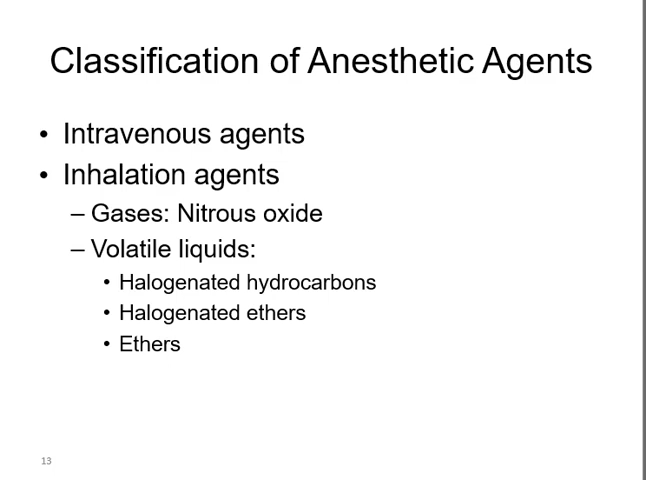 Classification of Anesthetic Agents
• Intravenous agents
• Inhalation agents
– Gases: Nitrous oxide
– Volatile liquids:
• Halogenated hydrocarbons
• Halogenated ethers
• Ethers
13